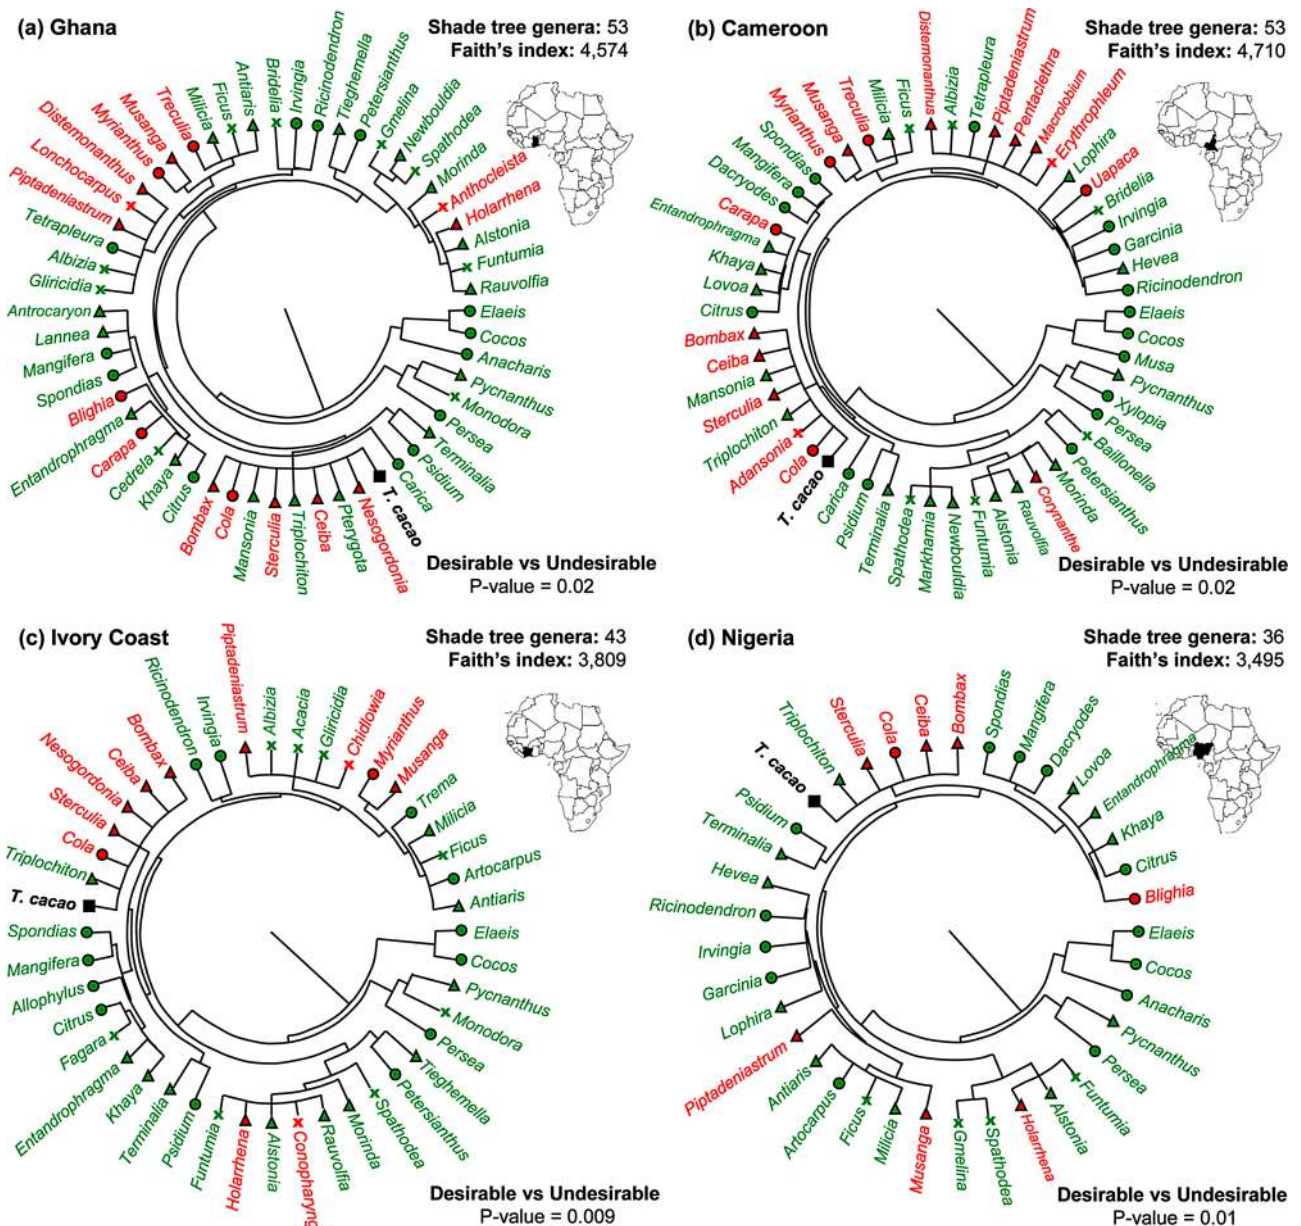 (a) Ghana
Shade tree genera: 53
Faith's index: 4,574
Piptadeniastrum
Lonchocarpus
Distemonanthus
Myrianthus
Musanga
Treculia
Milicia
Ficus
Antiaris
Bridelia
Irvingia
Ricinodendron
Tieghemella
Petersianthus
Gmelina
Newbouldia
Spathodea
Morinda
Anthocleista
Holarrhena
Alstonia
Funtumia
Rauvolfia
Elaeis
Cocos
Anacharis
Pycnanthus
Monodora
Persea
Terminalia
Psidium
Carica
T. cacao
Nesogordonia
Pterygota
Ceiba
Triplochiton
Sterculia
Mansonia
Cola
Bombax
Citrus
Khaya
Cedrela
Carapa
Entandrophragma
Blighia
Spondias
Mangifera
Lannea
Antrocaryon
Gliricidia
Albizia
Tetrapleura
Desirable vs Undesirable
P-value = 0.02
(b) Cameroon
Shade tree genera: 53
Faith's index: 4,710
Spondias
Myrianthus
Musanga
Treculia
Milicia
Ficus
Distemonanthus
Albizia
Tetrapleura
Piptadeniastrum
Pentaclethra
Macrolobium
Erythrophleum
Lophira
Uapaca
Bridelia
Irvingia
Garcinia
Hevea
Ricinodendron
Elaeis
Cocos
Musa
Pycnanthus
Xylopia
Persea
Baillonella
Petersianthus
Morinda
Corynanthe
Rauvolfia
Alstonia
Funtumia
Newbouldia
Markhamia
Spathodea
Terminalia
Psidium
Carica
T. cacao
Cola
Adansonia
Triplochiton
Sterculia
Mansonia
Ceiba
Bombax
Citrus
Lovoa
Khaya
Entandrophragma
Carapa
Dacryodes
Mangifera
Desirable vs Undesirable
P-value = 0.02
(c) Ivory Coast
Shade tree genera: 43
Faith's index: 3,809
Nesogordonia
Ceiba
Bombax
Ricinodendron
Irvingia
Piptadeniastrum
Albizia
Acacia
Gliricidia
Chidlowia
Myrianthus
Musanga
Trema
Milicia
Ficus
Artocarpus
Antiaris
Elaeis
Cocos
Pycnanthus
Monodora
Persea
Tieghemella
Petersianthus
Spathodea
Morinda
Rauvolfia
Conopharyng
Alstonia
Holarrhena
Funtumia
Psidium
Terminalia
Khaya
Entandrophragma
Fagara
Citrus
Allophylus
Mangifera
Spondias
T. cacao
Triplochiton
Cola
Sterculia
Desirable vs Undesirable
P-value = 0.009
(d) Nigeria
Shade tree genera: 36
Faith's index: 3,495
T. cacao
Triplochiton
Sterculia
Cola
Ceiba
Bombax
Spondias
Mangifera
Dacryodes
Lovoa
Entandrophragma
Khaya
Citrus
Blighia
Elaeis
Cocos
Anacharis
Pycnanthus
Persea
Funtumia
Alstonia
Holarrhena
Spathodea
Gmelina
Musange
Milicia
Ficus
Artocarpus
Antiaris
Piptadeniastrum
Lophira
Garcinia
Irvingia
Ricinodendron
Hevea
Terminalia
Psidium
Desirable vs Undesirable
P-value = 0.01